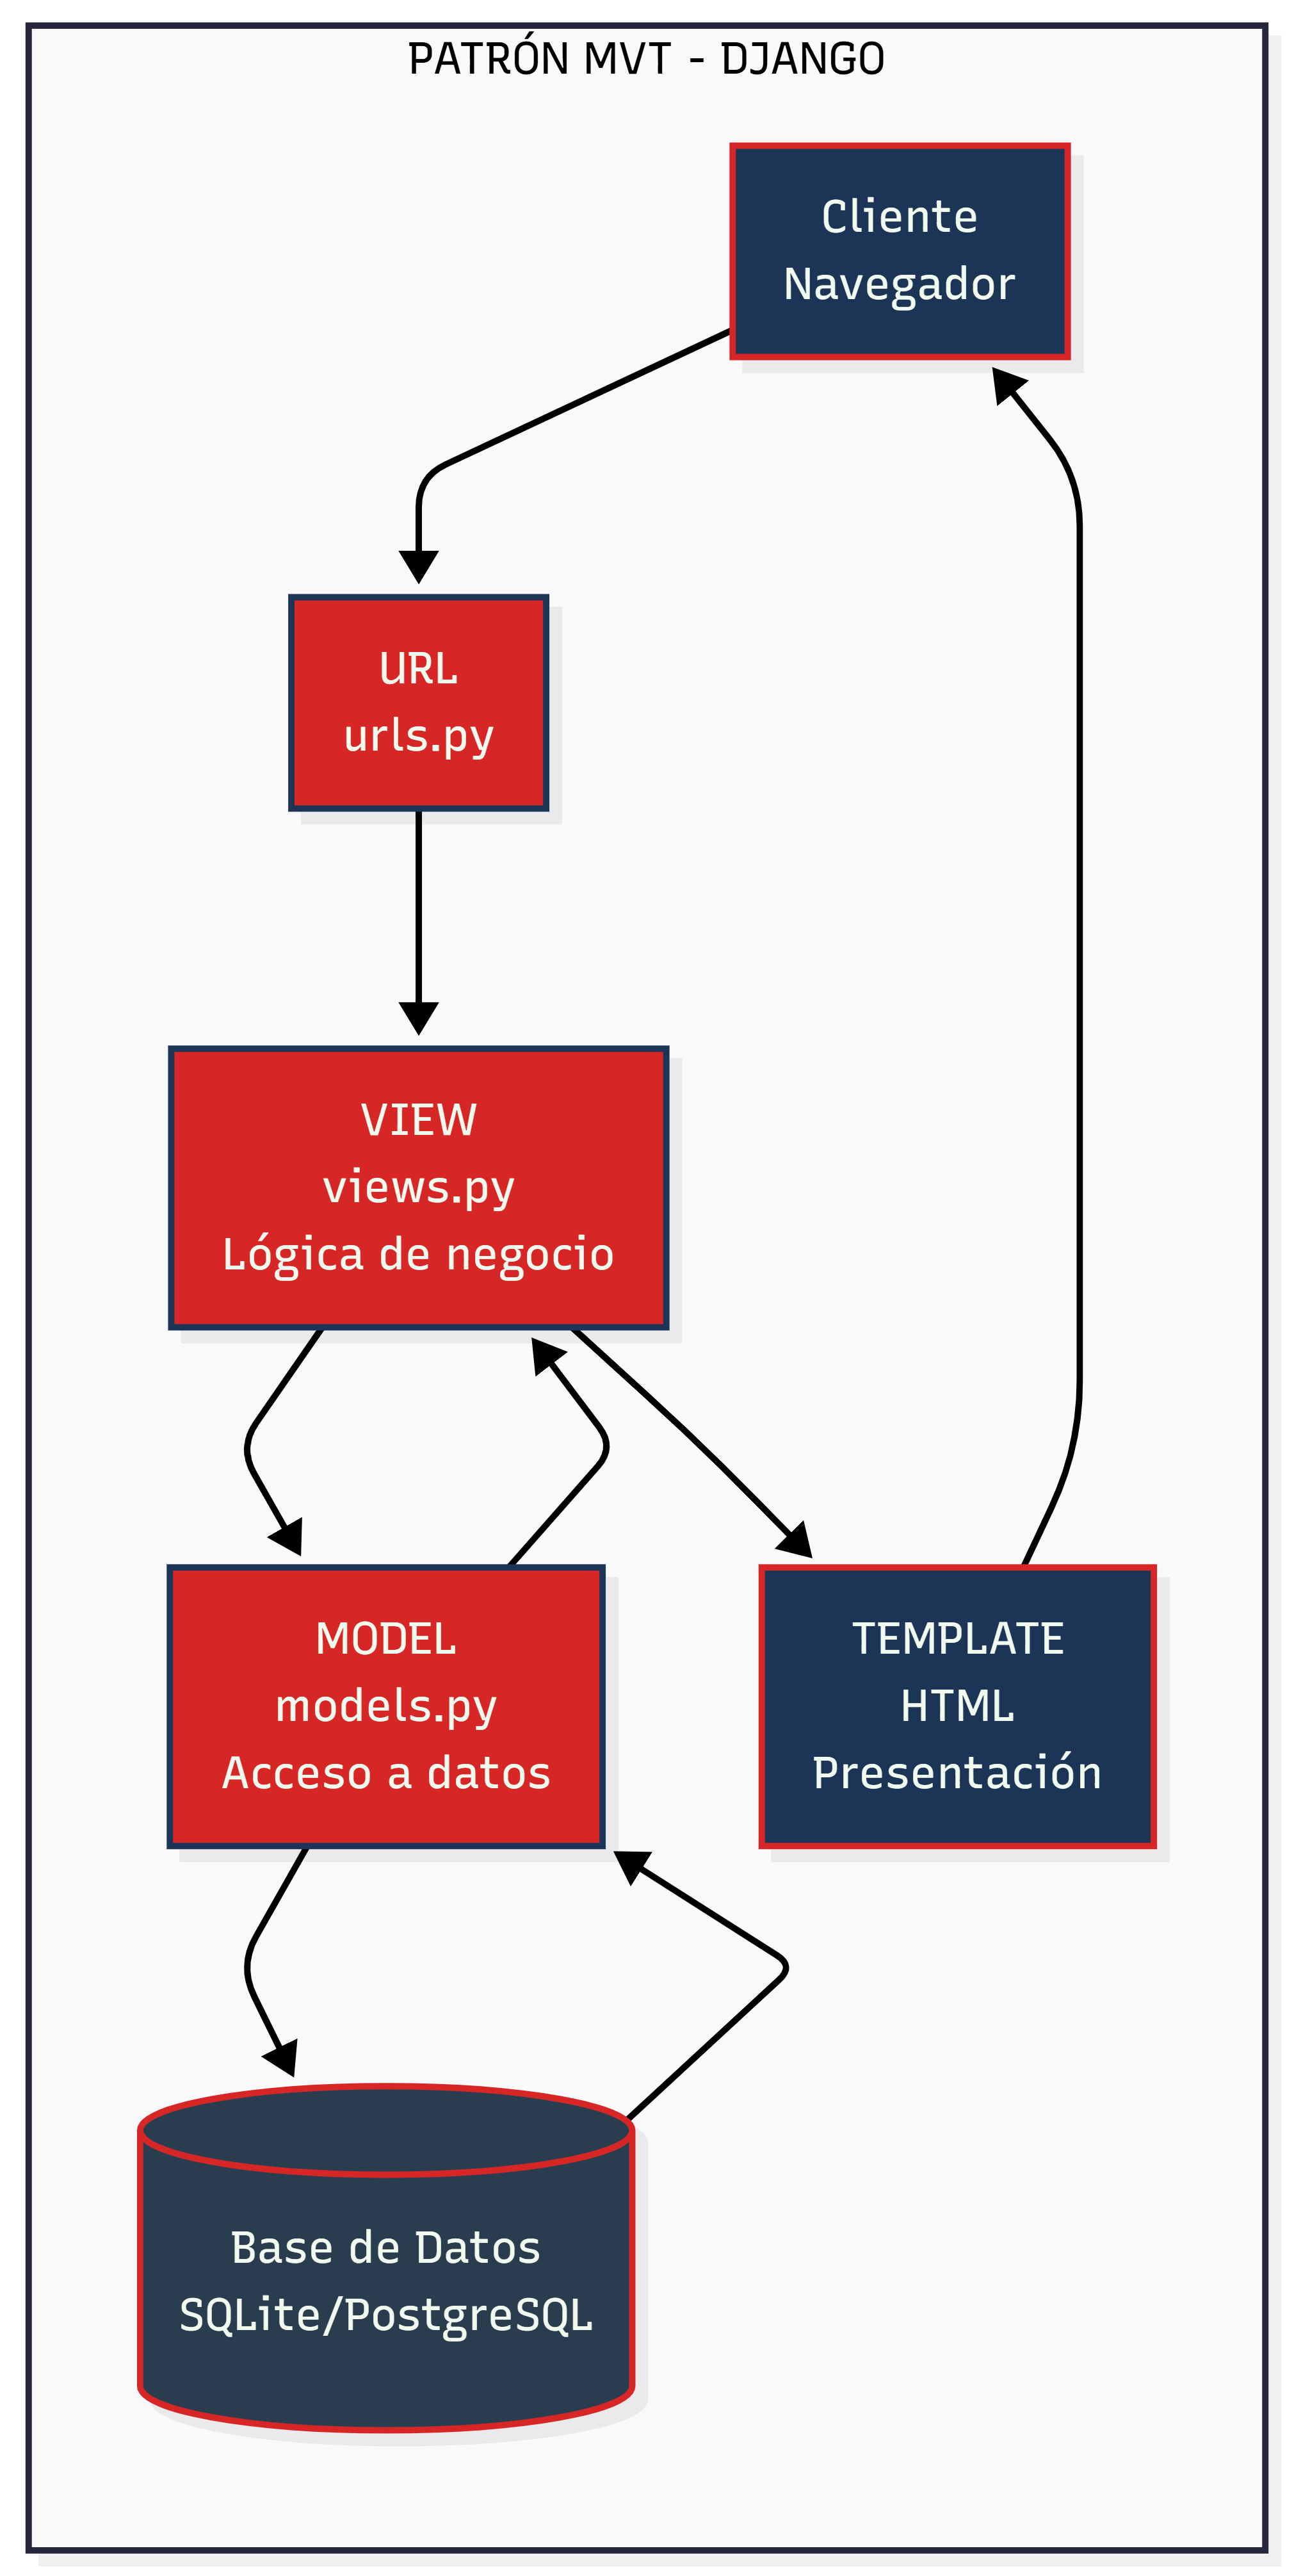 PATRÓN MVT - DJANGO
Cliente
Navegador
URL
urls.py
VIEW
views.py
Lógica de negocio
MODEL
models.py
Acceso a datos
TEMPLATE
HTML
Presentación
Base de Datos
SQLite/PostgreSQL